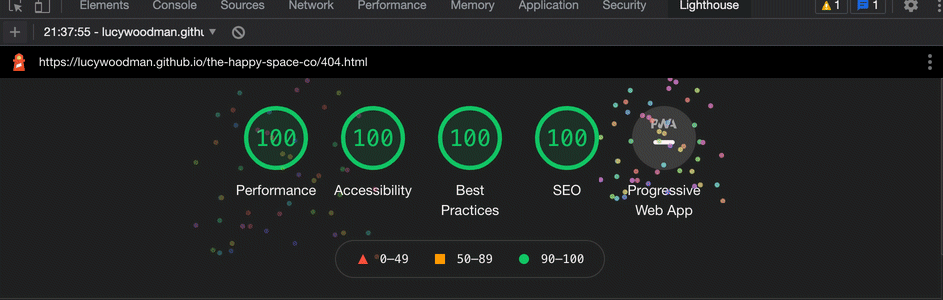 Elements Console Sources Network Performance Memory Application Security Lighthouse 1 1
+ 21:37:55 - lucywoodman.githu
https://lucywoodman.github.io/the-happy-space-co/404.html
100 100 100 100 PWA
Performance Accessibility Best Practices SEO Progressive Web App
0–49 50–89 90–100